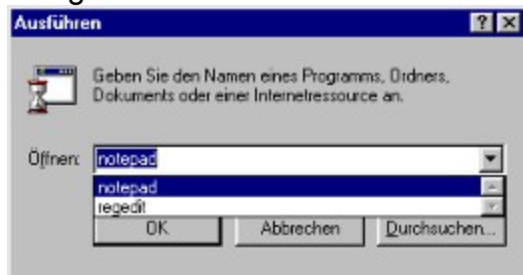 Ausführen
Geben Sie den Namen eines Programms, Ordners,
Dokuments oder einer Internetressource an.
Öffnen: notepad
notepad
regedit
OK Abbrechen Durchsuchen...